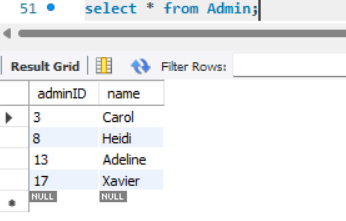 51 select * from Admin;
Result Grid Filter Rows:
adminID name
3 Carol
8 Heidi
13 Adeline
17 Xavier
NULL NULL